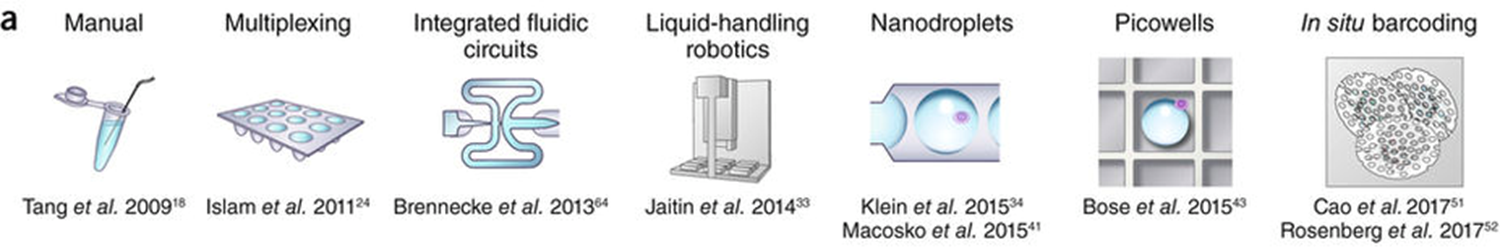 a
Manual
Multiplexing
Integrated fluidic
circuits
Liquid-handling
robotics
Nanodroplets
Picowells
In situ barcoding
Tang et al. 2009¹⁸
Islam et al. 2011²⁴
Brennecke et al. 2013⁶⁴
Jaitin et al. 2014³³
Klein et al. 2015³⁴
Macosko et al. 2015⁴¹
Bose et al. 2015⁴³
Cao et al. 2017⁵¹
Rosenberg et al. 2017⁵²